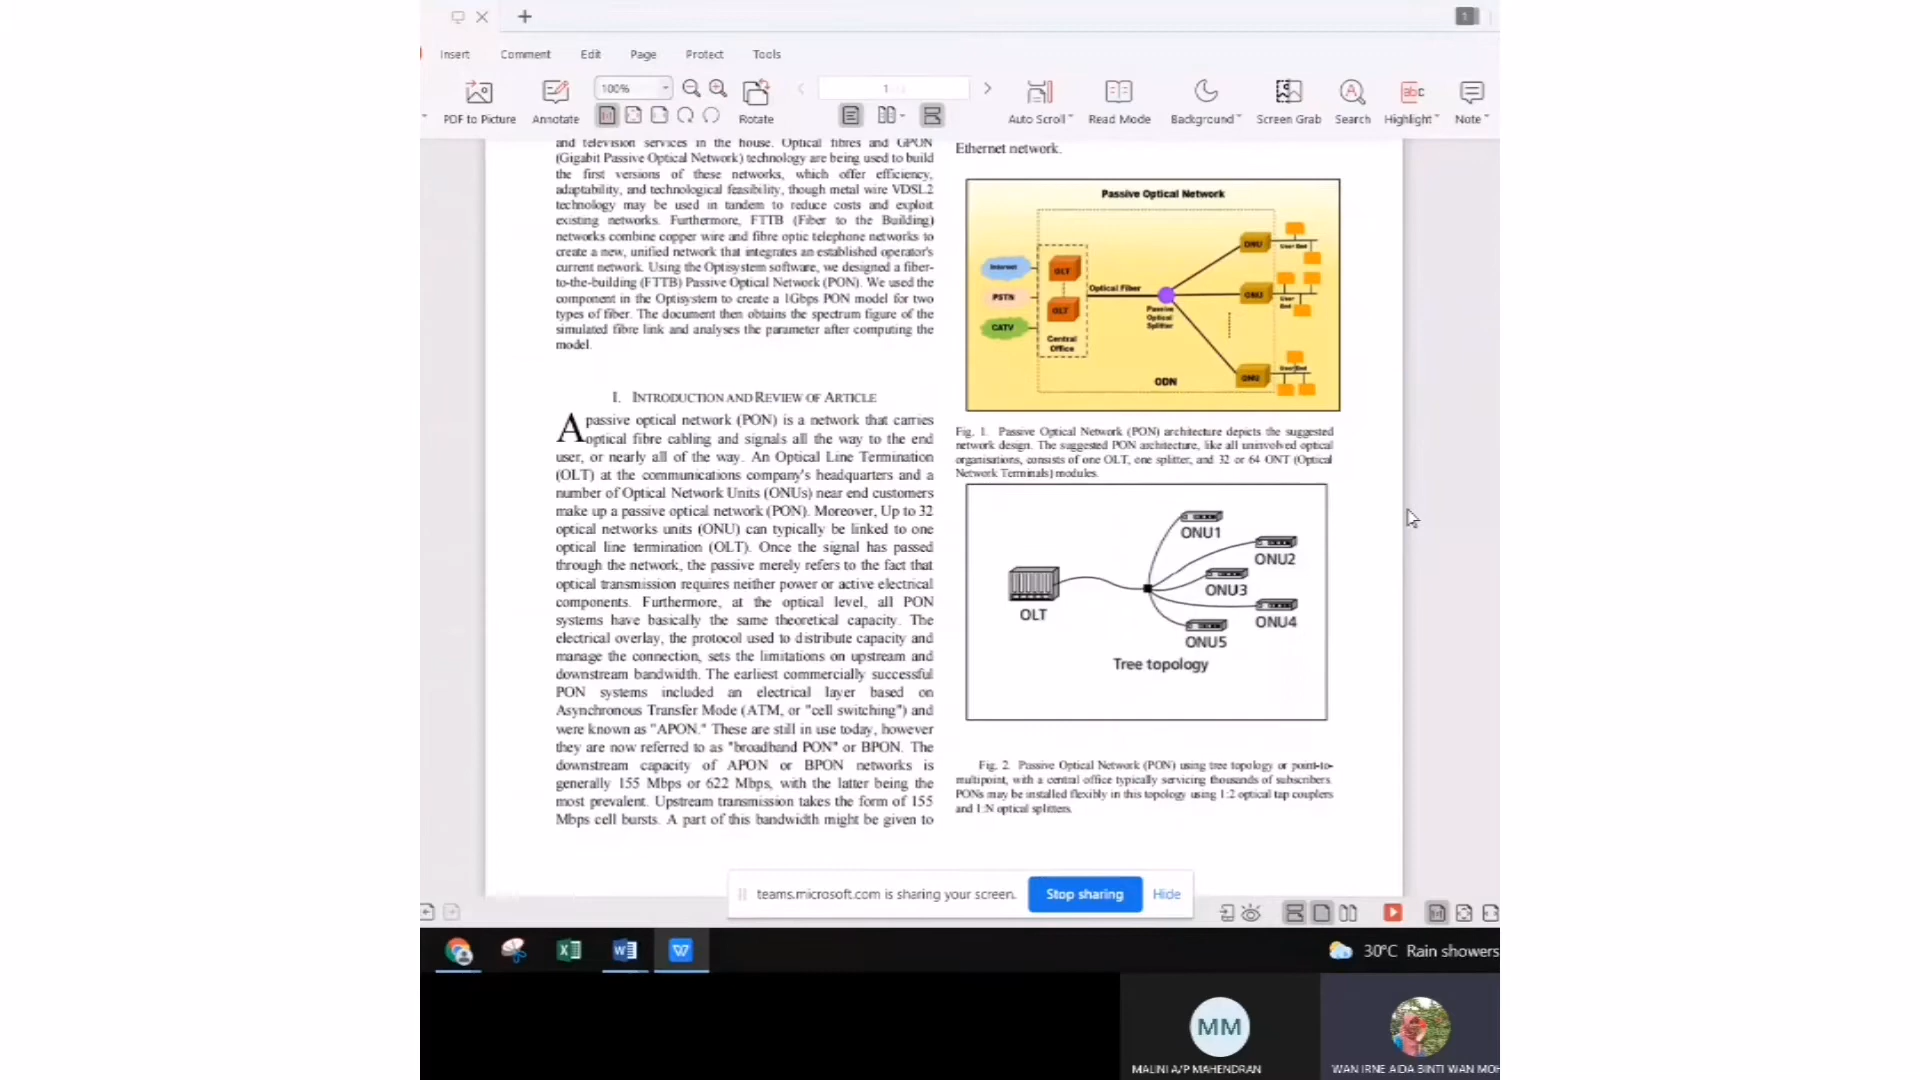 1
Insert
Comment
Edit
Page
Protect
Tools
100%
1
PDF to Picture
Annotate
Rotate
Auto Scroll
Read Mode
Background
Screen Grab
Search
Highlight
Note
and television services in the house. Optical fibres and GPON
(Gigabit Passive Optical Network) technology are being used to build
the first versions of these networks, which offer efficiency,
adaptability, and technological feasibility, though metal wire VDSL2
technology may be used in tandem to reduce costs and exploit
existing networks. Furthermore, FTTB (Fiber to the Building)
networks combine copper wire and fibre optic telephone networks to
create a new, unified network that integrates an established operator's
current network. Using the Optisystem software, we designed a fiber-
to-the-building (FTTB) Passive Optical Network (PON). We used the
component in the Optisystem to create a 1Gbps PON model for two
types of fiber. The document then obtains the spectrum figure of the
simulated fibre link and analyses the parameter after computing the
model.
I. INTRODUCTION AND REVIEW OF ARTICLE
A passive optical network (PON) is a network that carries
optical fibre cabling and signals all the way to the end
user, or nearly all of the way. An Optical Line Termination
(OLT) at the communications company's headquarters and a
number of Optical Network Units (ONUs) near end customers
make up a passive optical network (PON). Moreover, Up to 32
optical networks units (ONU) can typically be linked to one
optical line termination (OLT). Once the signal has passed
through the network, the passive merely refers to the fact that
optical transmission requires neither power or active electrical
components. Furthermore, at the optical level, all PON
systems have basically the same theoretical capacity. The
electrical overlay, the protocol used to distribute capacity and
manage the connection, sets the limitations on upstream and
downstream bandwidth. The earliest commercially successful
PON systems included an electrical layer based on
Asynchronous Transfer Mode (ATM, or "cell switching") and
were known as "APON." These are still in use today, however
they are now referred to as "broadband PON" or BPON. The
downstream capacity of APON or BPON networks is
generally 155 Mbps or 622 Mbps, with the latter being the
most prevalent. Upstream transmission takes the form of 155
Mbps cell bursts. A part of this bandwidth might be given to
Ethernet network.
Passive Optical Network
Internet
PSTN
CATV
OLT
OLT
Central
Office
Optical Fiber
Passive
Optical
Splitter
ONU
User End
ONU
User
End
ONU
User End
ODN
Fig. 1. Passive Optical Network (PON) architecture depicts the suggested
network design. The suggested PON architecture, like all uninvolved optical
organisations, consists of one OLT, one splitter, and 32 or 64 ONT (Optical
Network Terminals) modules.
OLT
ONU1
ONU2
ONU3
ONU4
ONU5
Tree topology
Fig. 2. Passive Optical Network (PON) using tree topology or point-to-
multipoint, with a central office typically servicing thousands of subscribers.
PONs may be installed flexibly in this topology using 1:2 optical tap couplers
and 1:N optical splitters.
teams.microsoft.com is sharing your screen.
Stop sharing
Hide
30°C Rain showers
MM
MALINI A/P MAHENDRAN
WAN IRNE AIDA BINTI WAN MOH